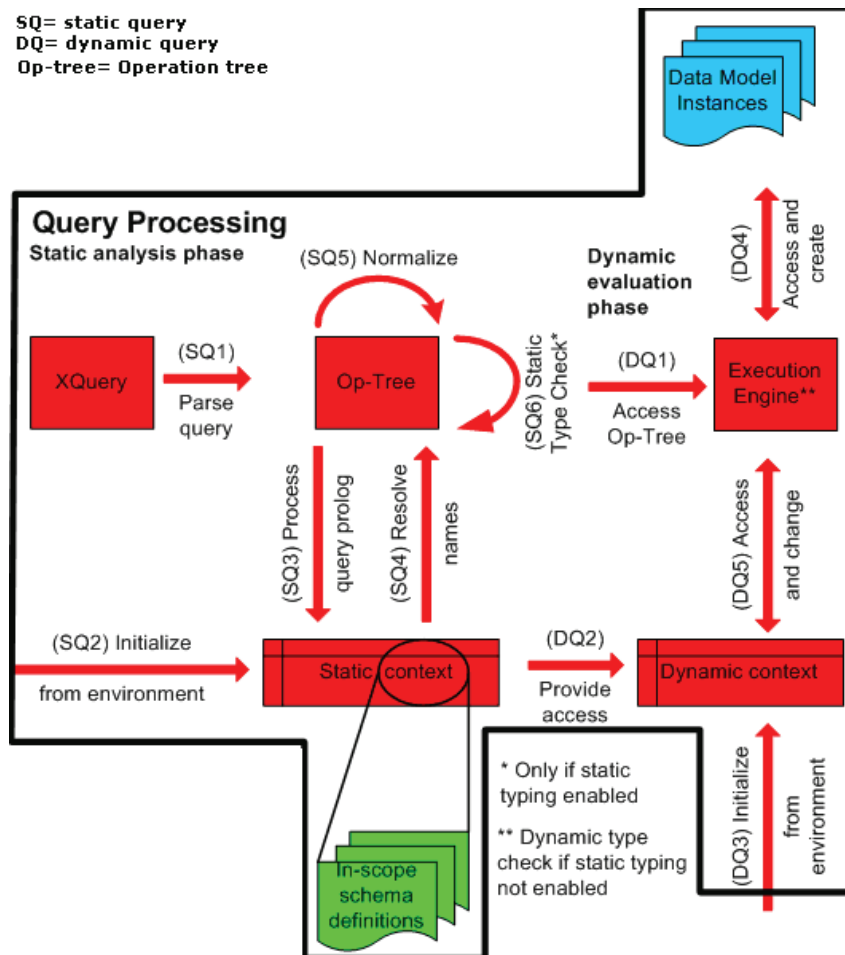 SQ= static query
DQ= dynamic query
Op-tree= Operation tree
Data Model
Instances
Query Processing
Static analysis phase
(SQ5) Normalize
Dynamic
evaluation
phase
(DQ4)
Access and
create
XQuery
(SQ1)
Parse
query
Op-Tree
(SQ6) Static
Type Check*
(DQ1)
Access
Op-Tree
Execution
Engine**
(SQ3) Process
query prolog
(SQ4) Resolve
names
(DQ5) Access
and change
(SQ2) Initialize
from environment
Static context
(DQ2)
Provide
access
Dynamic context
* Only if static
typing enabled
** Dynamic type
check if static typing
not enabled
(DQ3) Initialize
from
environment
In-scope
schema
definitions